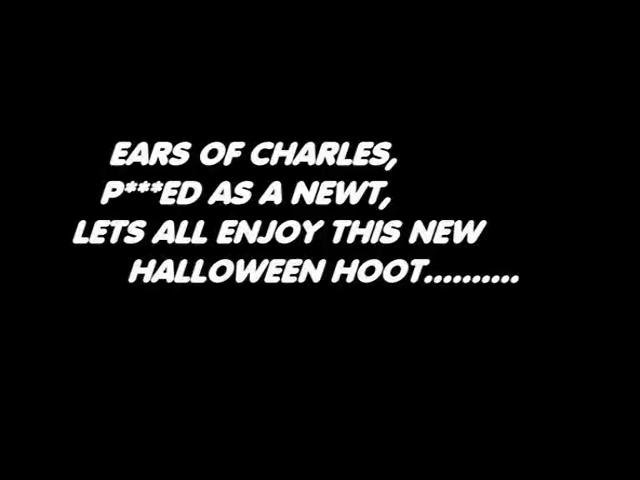 EARS OF CHARLES,
P***ED AS A NEWT,
LETS ALL ENJOY THIS NEW
HALLOWEEN HOOT..........